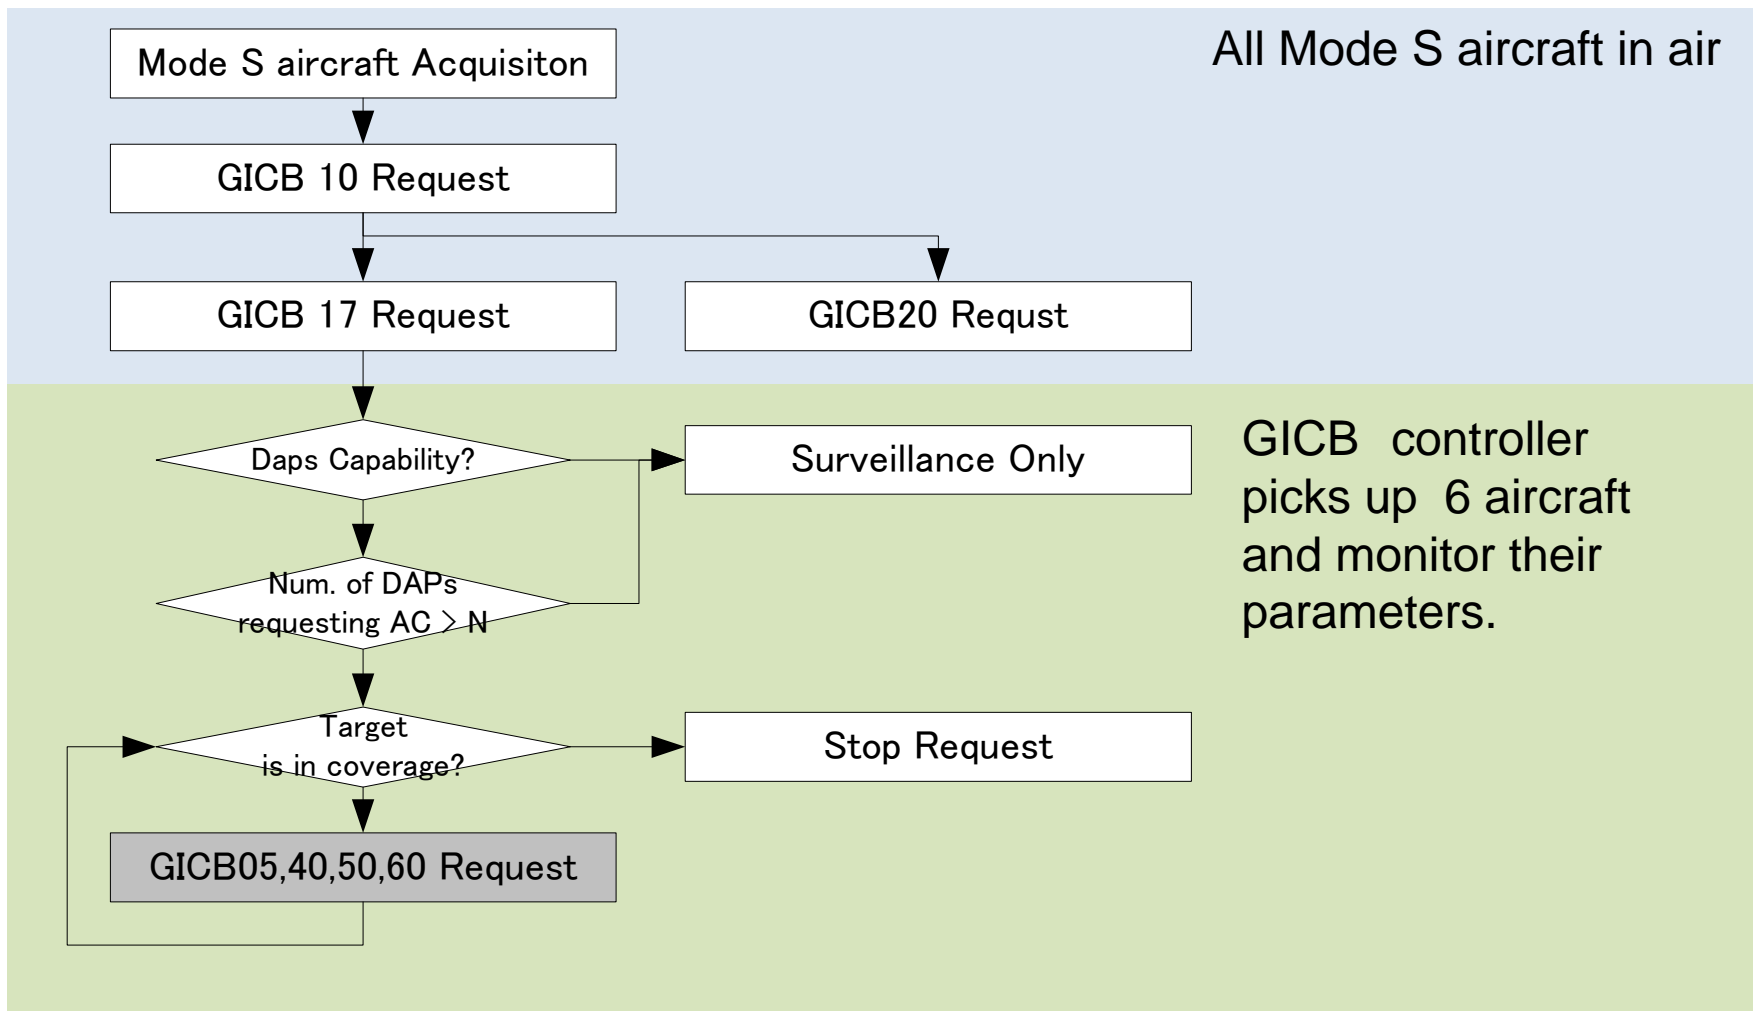 Mode S aircraft Acquisiton
All Mode S aircraft in air
GICB 10 Request
GICB 17 Request
GICB20 Requst
Daps Capability?
Surveillance Only
GICB controller
picks up 6 aircraft
and monitor their
parameters.
Num. of DAPs
requesting AC > N
Target
is in coverage?
Stop Request
GICB05,40,50,60 Request